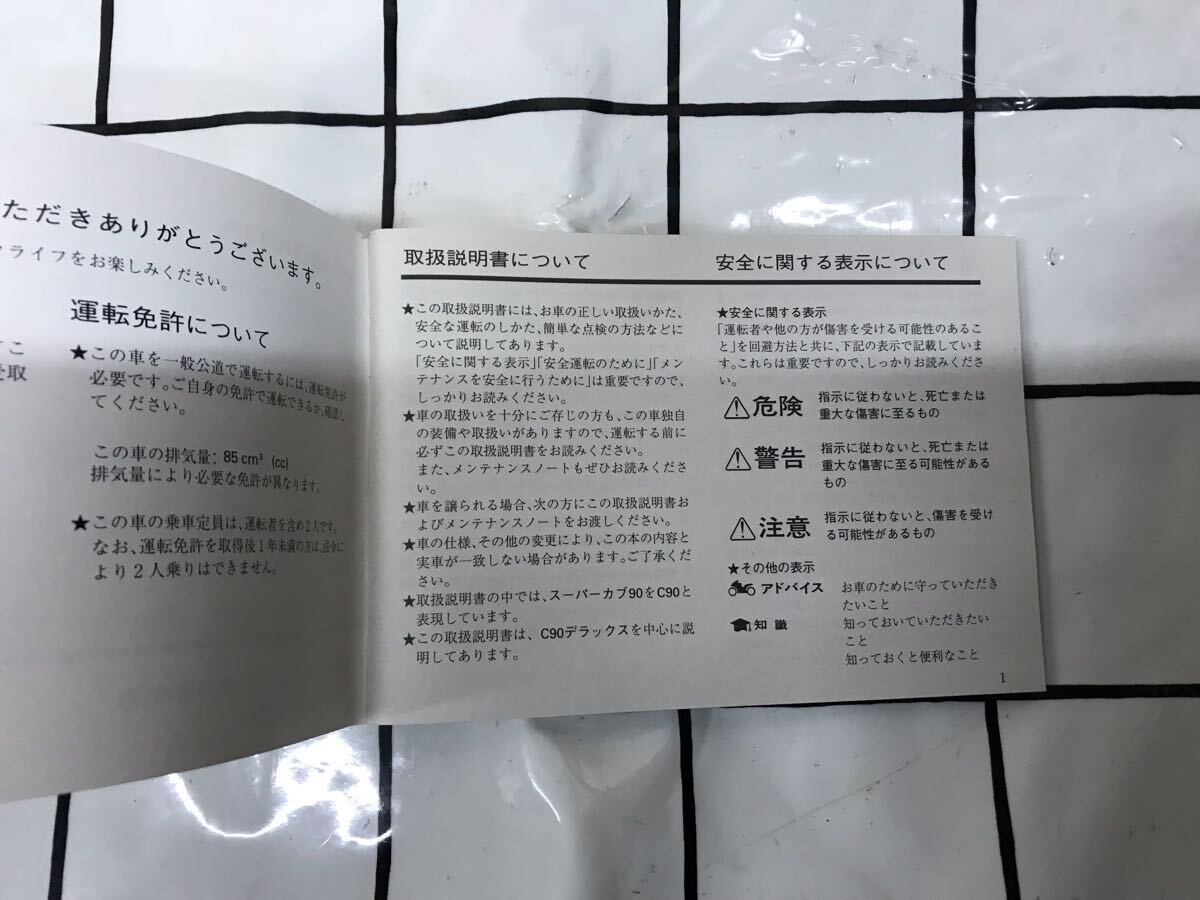 ただきありがとうございます。
ライフをお楽しみください。
運転免許について
★この車を一般公道で運転するには、運転免許が
必要です。ご自身の免許で運転できるか、確認し
てください。
この車の排気量: 85cm³ (cc)
排気量により必要な免許が異なります。
★この車の乗車定員は、運転者を含め2人です。
なお、運転免許を取得後1年未満の方は、法令に
より2人乗りはできません。
取扱説明書について
★この取扱説明書には、お車の正しい取扱いかた、
安全な運転のしかた、簡単な点検の方法などに
ついて説明してあります。
「安全に関する表示」「安全運転のために」「メン
テナンスを安全に行うために」は重要ですので、
しっかりお読みください。
★車の取扱いを十分にご存じの方も、この車独自
の装備や取扱いがありますので、運転する前に
必ずこの取扱説明書をお読みください。
また、メンテナンスノートもぜひお読みくださ
い。
★車を譲られる場合、次の方にこの取扱説明書お
よびメンテナンスノートをお渡しください。
★車の仕様、その他の変更により、この本の内容と
実車が一致しない場合があります。ご了承くだ
さい。
★取扱説明書の中では、スーパーカブ90をC90と
表現しています。
★この取扱説明書は、C90デラックスを中心に説
明してあります。
安全に関する表示について
★安全に関する表示
「運転者や他の方が傷害を受ける可能性のあるこ
と」を回避方法と共に、下記の表示で記載していま
す。これらは重要ですので、しっかりお読みくださ
い。
⚠危険 指示に従わないと、死亡または
重大な傷害に至るもの
⚠警告 指示に従わないと、死亡または
重大な傷害に至る可能性がある
もの
⚠注意 指示に従わないと、傷害を受け
る可能性があるもの
★その他の表示
アドバイス お車のために守っていただき
たいこと
知識 知っておいていただきたい
こと
知っておくと便利なこと
1